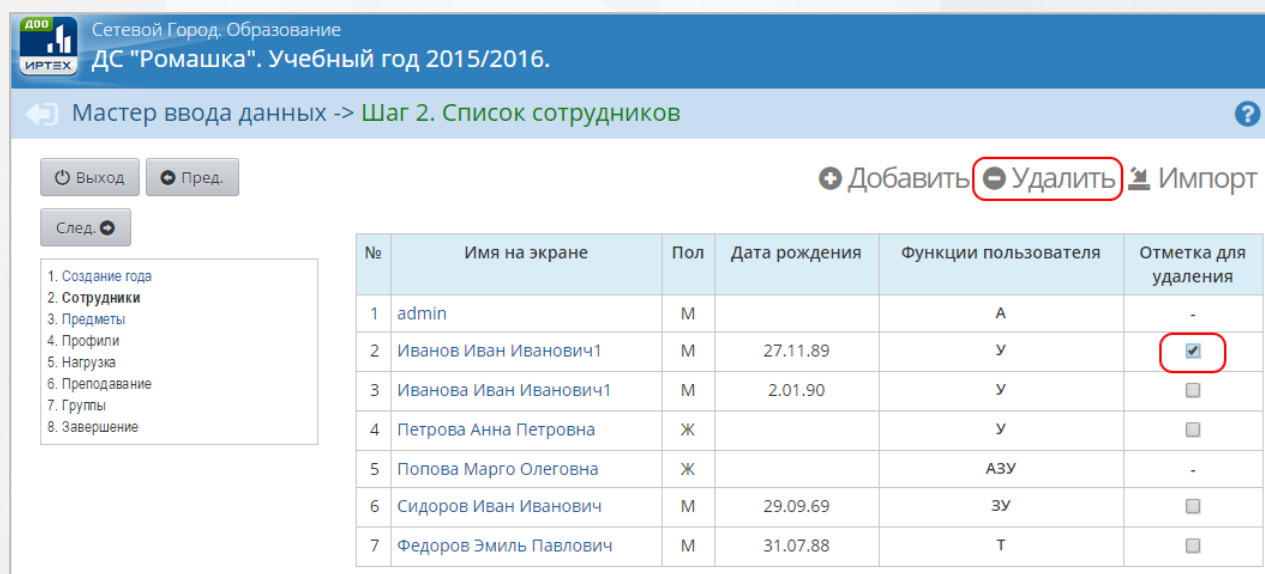 ДОО
ИРТЕХ
Сетевой Город. Образование
ДС "Ромашка". Учебный год 2015/2016.
Мастер ввода данных -> Шаг 2. Список сотрудников
?
Выход Пред.
Добавить Удалить Импорт
След.
1. Создание года
2. Сотрудники
3. Предметы
4. Профили
5. Нагрузка
6. Преподавание
7. Группы
8. Завершение
№ Имя на экране Пол Дата рождения Функции пользователя Отметка для удаления
1 admin М А -
2 Иванов Иван Иванович1 М 27.11.89 У
3 Иванова Иван Иванович1 М 2.01.90 У
4 Петрова Анна Петровна Ж У
5 Попова Марго Олеговна Ж АЗУ -
6 Сидоров Иван Иванович М 29.09.69 ЗУ
7 Федоров Эмиль Павлович М 31.07.88 Т